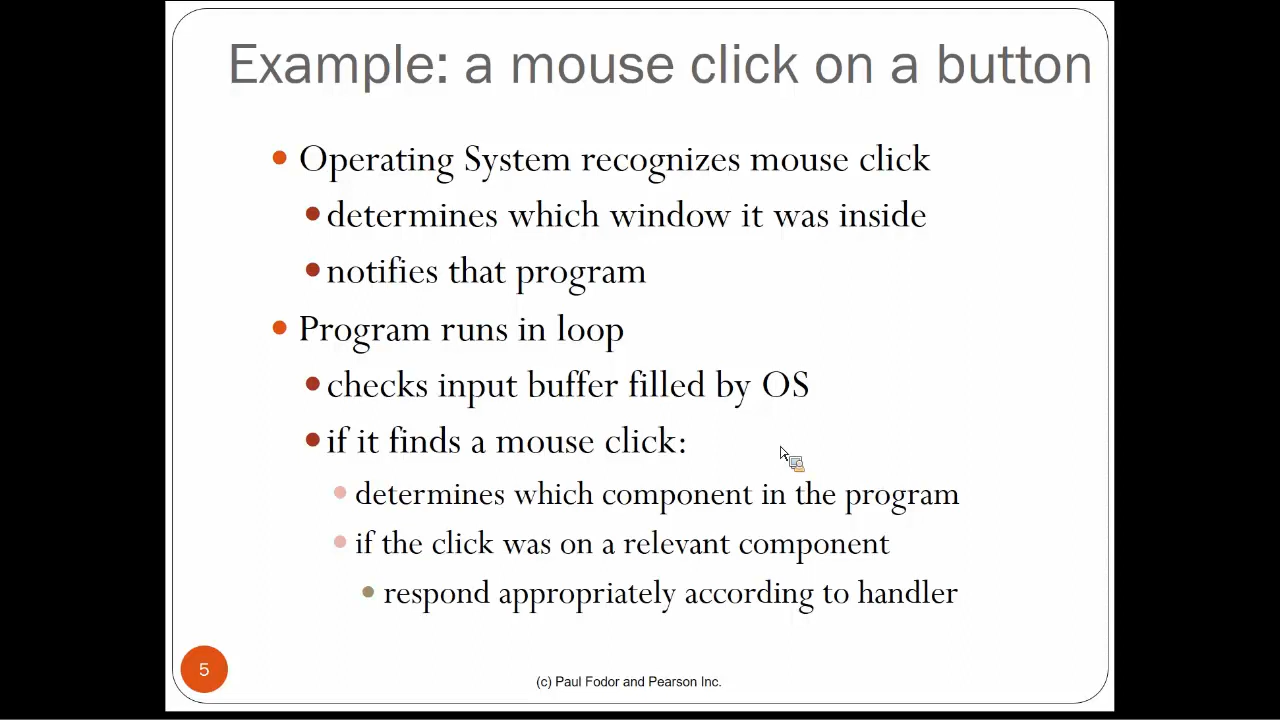 Example: a mouse click on a button
Operating System recognizes mouse click
determines which window it was inside
notifies that program
Program runs in loop
checks input buffer filled by OS
if it finds a mouse click:
determines which component in the program
if the click was on a relevant component
respond appropriately according to handler
5
(c) Paul Fodor and Pearson Inc.